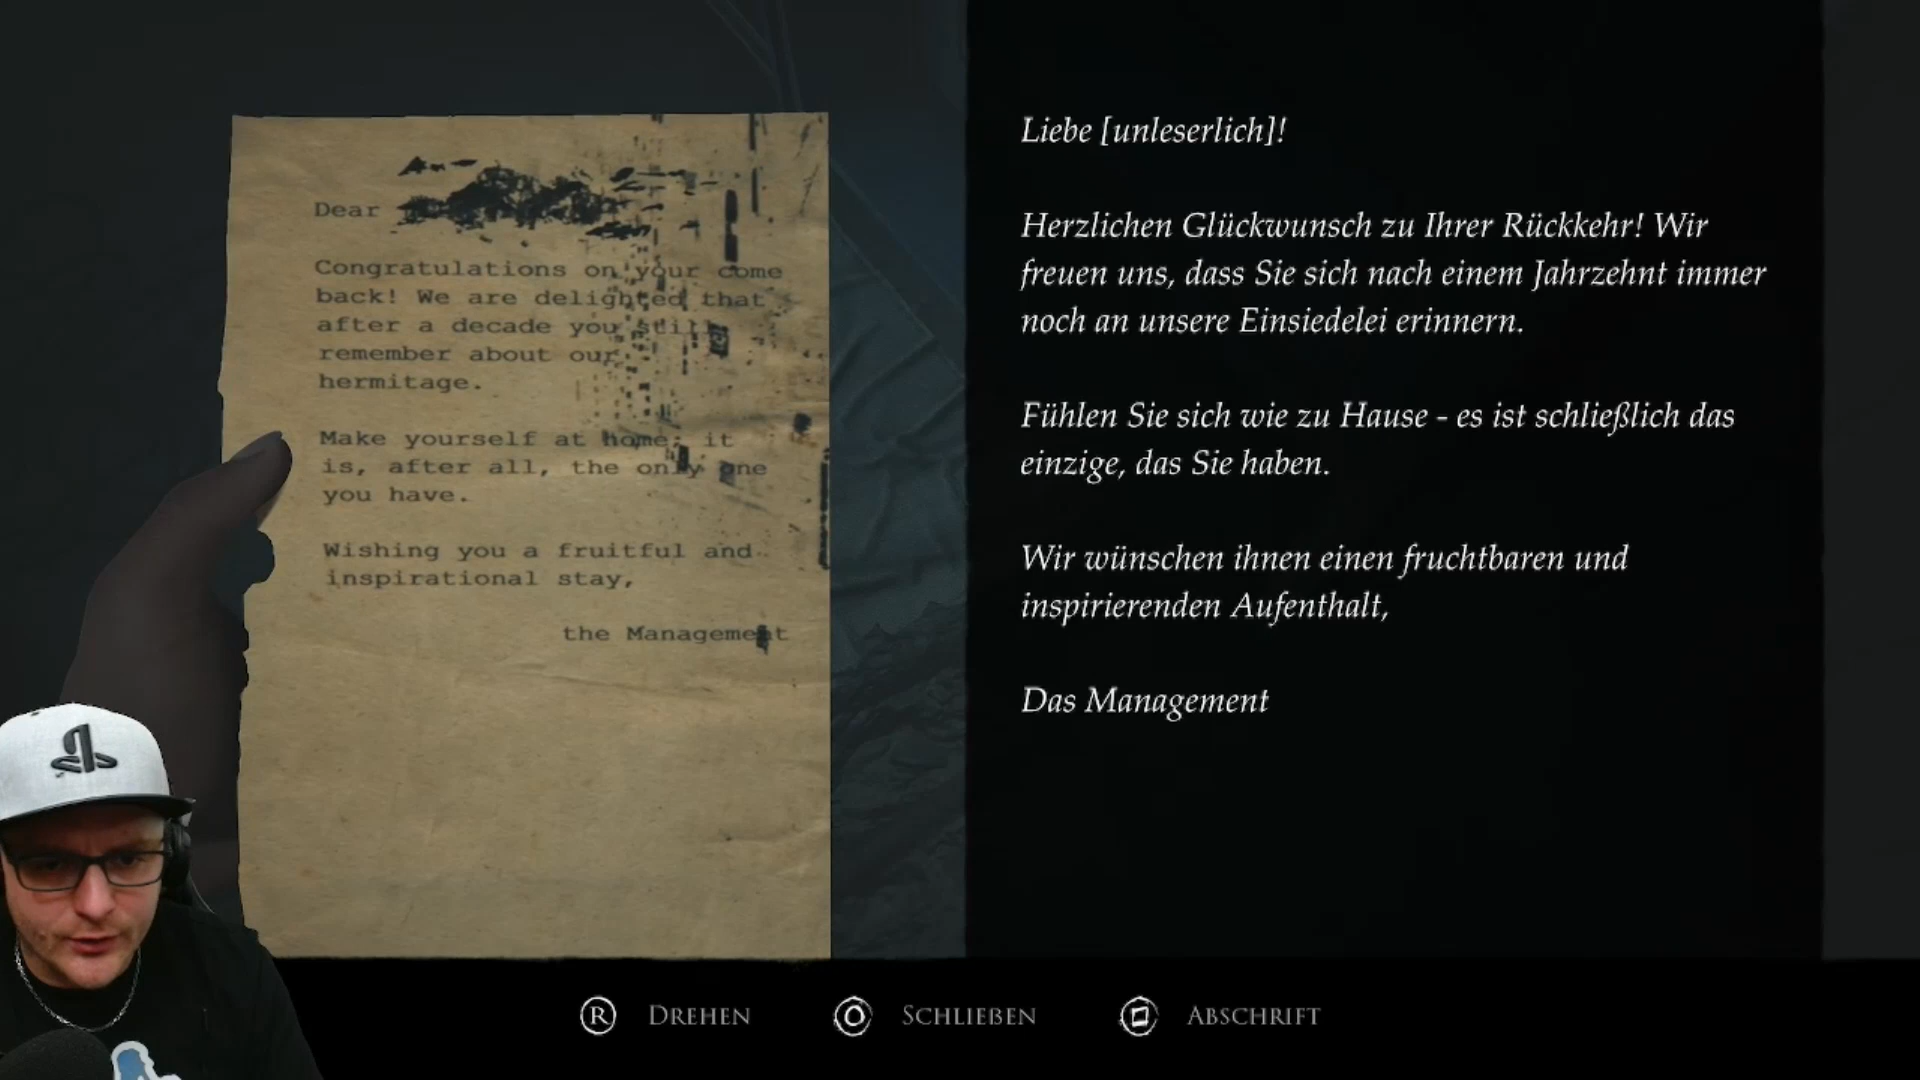 Dear
Congratulations on your come
back! We are delighted that
after a decade you still
remember about our
hermitage.
Make yourself at home; it
is, after all, the only one
you have.
Wishing you a fruitful and
inspirational stay,
the Management
Liebe [unleserlich]!
Herzlichen Glückwunsch zu Ihrer Rückkehr! Wir
freuen uns, dass Sie sich nach einem Jahrzehnt immer
noch an unsere Einsiedelei erinnern.
Fühlen Sie sich wie zu Hause - es ist schließlich das
einzige, das Sie haben.
Wir wünschen ihnen einen fruchtbaren und
inspirierenden Aufenthalt,
Das Management
R DREHEN SCHLIEßEN ABSCHRIFT